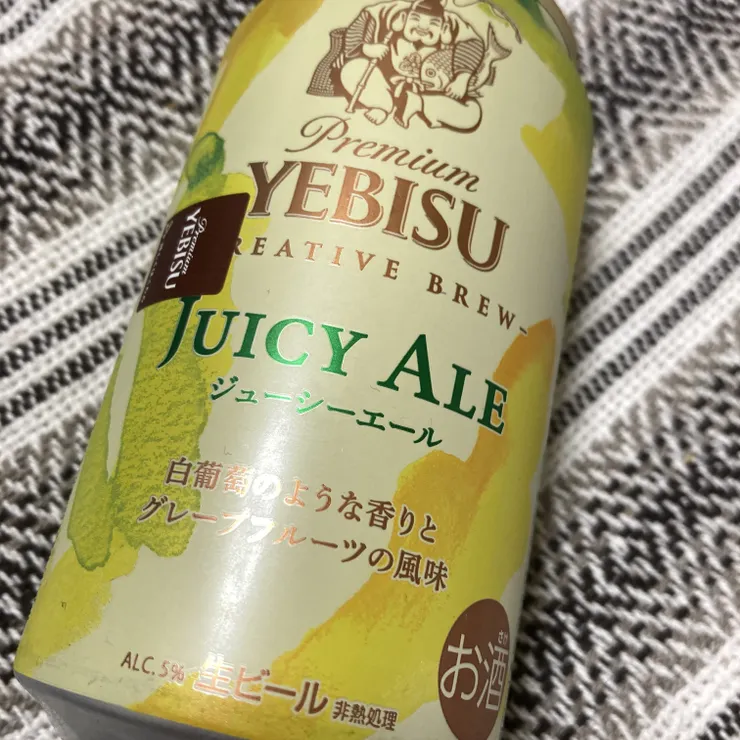 Premium
YEBISU
REATIVE BREW-
JUICY ALE
ジューシーエール
白葡萄のような香りと
グレープフルーツの風味
ALC.5% 生ビール 非熱処理
さけ
お酒
Premium
YEBISU